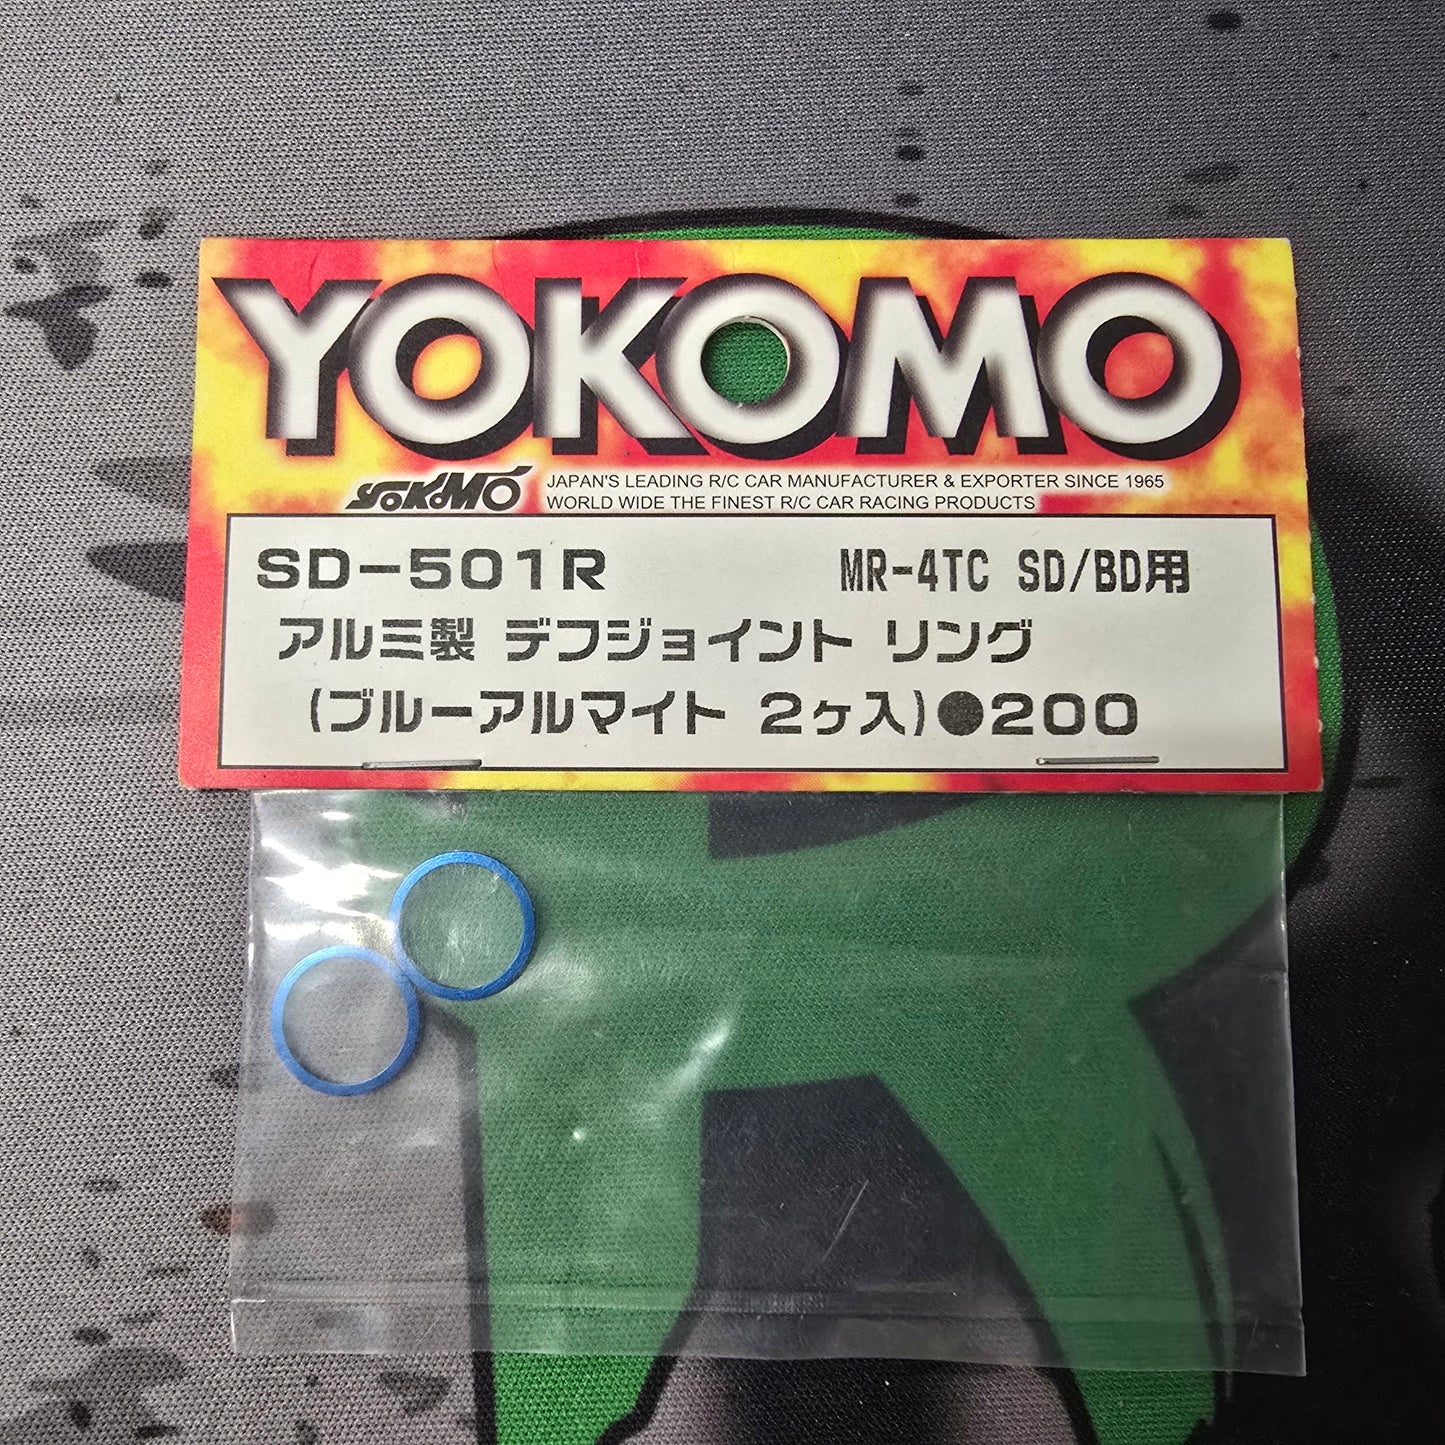 YOKOMO
YOKOMO JAPAN'S LEADING R/C CAR MANUFACTURER & EXPORTER SINCE 1965
WORLD WIDE THE FINEST R/C CAR RACING PRODUCTS
SD-501R MR-4TC SD/BD用
アルミ製 デフジョイント リング
(ブルーアルマイト 2ヶ入)●200